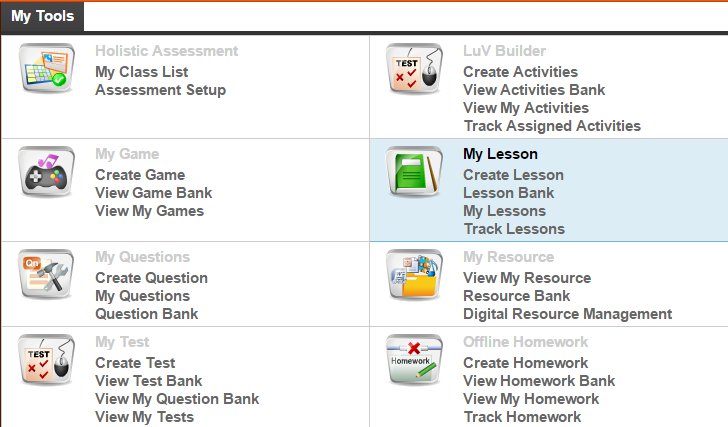 My Tools
Holistic Assessment
My Class List
Assessment Setup
LuV Builder
TEST
Create Activities
View Activities Bank
View My Activities
Track Assigned Activities
My Game
Create Game
View Game Bank
View My Games
My Lesson
Create Lesson
Lesson Bank
My Lessons
Track Lessons
My Questions
Qn
Create Question
My Questions
Question Bank
My Resource
View My Resource
Resource Bank
Digital Resource Management
My Test
TEST
Create Test
View Test Bank
View My Question Bank
View My Tests
Offline Homework
Homework
Create Homework
View Homework Bank
View My Homework
Track Homework